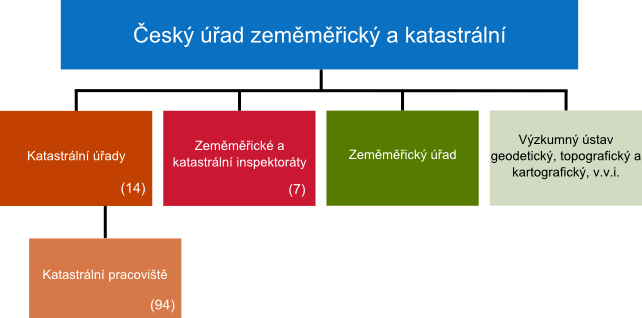 Český úřad zeměměřický a katastrální
Katastrální úřady
(14)
Zeměměřické a
katastrální inspektoráty
(7)
Zeměměřický úřad
Výzkumný ústav
geodetický, topografický a
kartografický, v.v.i.
Katastrální pracoviště
(94)